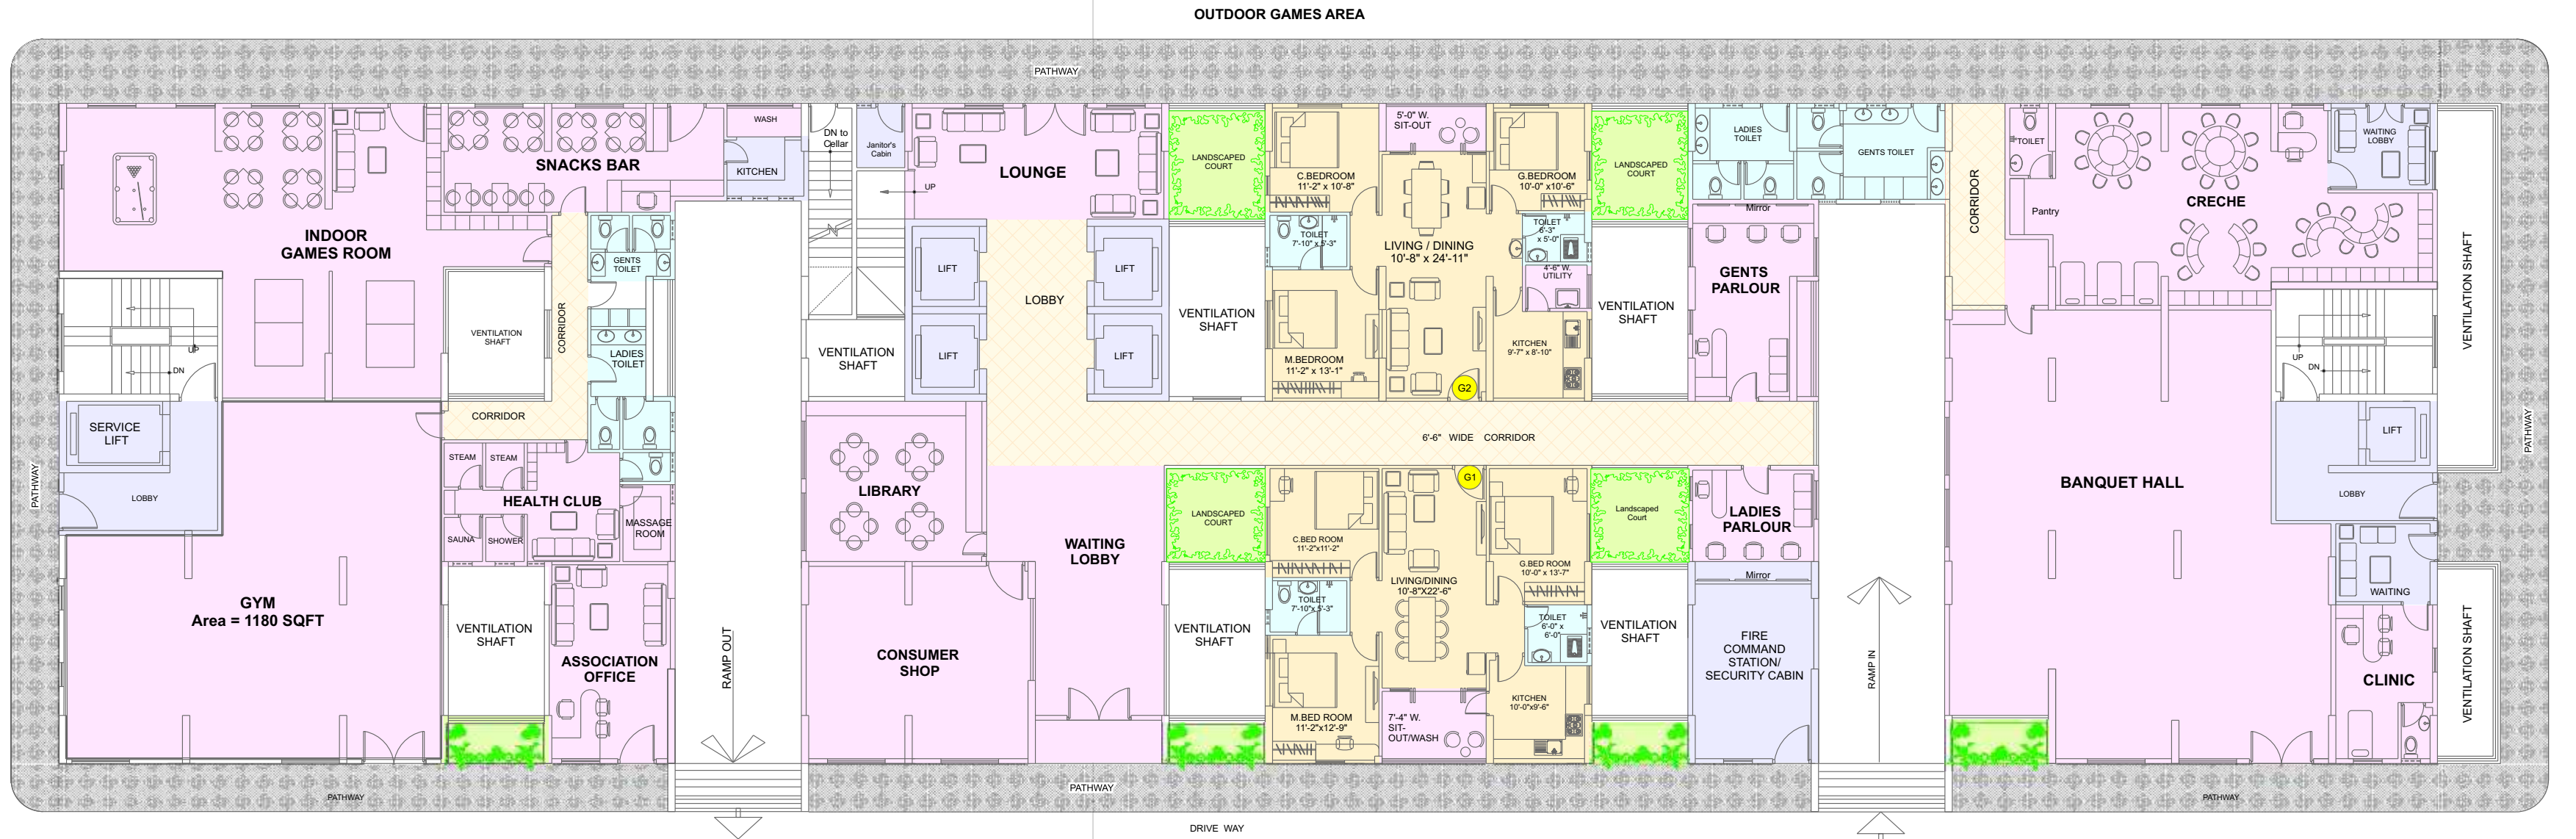 OUTDOOR GAMES AREA
PATHWAY
INDOOR
GAMES ROOM
SNACKS BAR
WASH
KITCHEN
DN to
Cellar
Janitor's
Cabin
UP
LOUNGE
LANDSCAPED
COURT
C.BEDROOM
11'-2" x 10'-8"
5'-0" W.
SIT-OUT
G.BEDROOM
10'-0" x10'-6"
LANDSCAPED
COURT
LADIES
TOILET
GENTS TOILET
CORRIDOR
TOILET
WAITING
LOBBY
CRECHE
Pantry
Mirror
GENTS
TOILET
TOILET
7'-10" x 5'-3"
LIVING / DINING
10'-8" x 24'-11"
TOILET
6'-3"
x 5'-0"
4'-6" W.
UTILITY
GENTS
PARLOUR
LIFT
LIFT
LOBBY
VENTILATION
SHAFT
VENTILATION
SHAFT
VENTILATION SHAFT
UP
DN
VENTILATION
SHAFT
CORRIDOR
LADIES
TOILET
VENTILATION
SHAFT
LIFT
LIFT
M.BEDROOM
11'-2" x 13'-1"
KITCHEN
9'-7" x 8'-10"
G2
UP
DN
CORRIDOR
SERVICE
LIFT
6'-6" WIDE CORRIDOR
LIFT
PATHWAY
PATHWAY
STEAM
STEAM
LOBBY
HEALTH CLUB
MASSAGE
ROOM
SAUNA
SHOWER
LIBRARY
WAITING
LOBBY
LANDSCAPED
COURT
G1
C.BED ROOM
11'-2"x11'-2"
G.BED ROOM
10'-0" x 13'-7"
Landscaped
Court
LADIES
PARLOUR
Mirror
BANQUET HALL
LOBBY
WAITING
GYM
Area = 1180 SQFT
VENTILATION
SHAFT
ASSOCIATION
OFFICE
RAMP OUT
CONSUMER
SHOP
VENTILATION
SHAFT
TOILET
7'-10"x 5'-3"
LIVING/DINING
10'-8"X22'-6"
TOILET
6'-0" x
6'-0"
VENTILATION
SHAFT
FIRE
COMMAND
STATION/
SECURITY CABIN
RAMP IN
CLINIC
VENTILATION SHAFT
M.BED ROOM
11'-2"x12'-9"
7'-4" W.
SIT-
OUT/WASH
KITCHEN
10'-0"x9'-6"
PATHWAY
PATHWAY
PATHWAY
DRIVE WAY